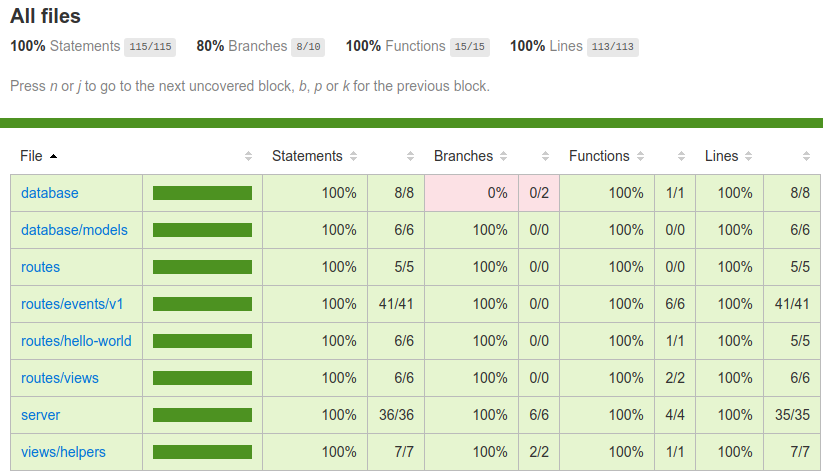 All files
100% Statements 115/115 80% Branches 8/10 100% Functions 15/15 100% Lines 113/113
Press n or j to go to the next uncovered block, b, p or k for the previous block.
File Statements Branches Functions Lines
database 100% 8/8 0% 0/2 100% 1/1 100% 8/8
database/models 100% 6/6 100% 0/0 100% 0/0 100% 6/6
routes 100% 5/5 100% 0/0 100% 0/0 100% 5/5
routes/events/v1 100% 41/41 100% 0/0 100% 6/6 100% 41/41
routes/hello-world 100% 6/6 100% 0/0 100% 1/1 100% 5/5
routes/views 100% 6/6 100% 0/0 100% 2/2 100% 6/6
server 100% 36/36 100% 6/6 100% 4/4 100% 35/35
views/helpers 100% 7/7 100% 2/2 100% 1/1 100% 7/7